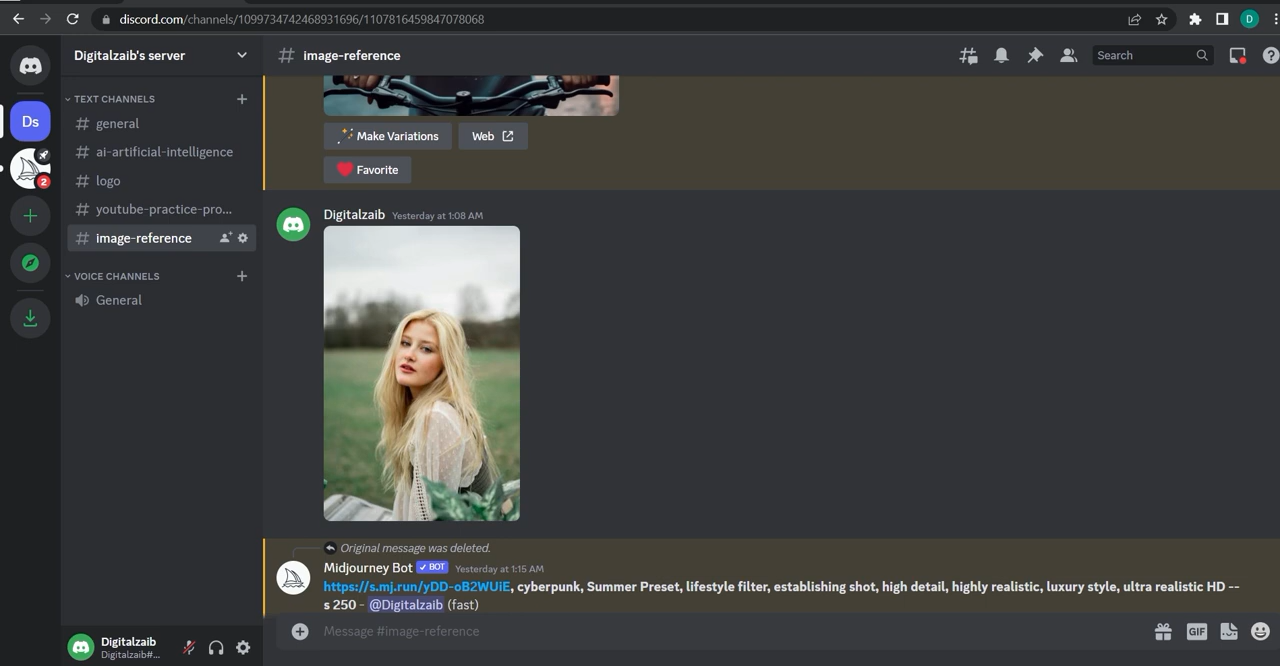 discord.com/channels/1099734742468931696/1107816459847078068
D
Digitalzaib's server
# image-reference
Search
TEXT CHANNELS
Ds
# general
# ai-artificial-intelligence
2
# logo
# youtube-practice-pro...
# image-reference
VOICE CHANNELS
General
Make Variations
Web
Favorite
Digitalzaib Yesterday at 1:08 AM
Original message was deleted.
Midjourney Bot ✓ BOT Yesterday at 1:15 AM
https://s.mj.run/yDD-oB2WUiE, cyberpunk, Summer Preset, lifestyle filter, establishing shot, high detail, highly realistic, luxury style, ultra realistic HD --
s 250 - @Digitalzaib (fast)
Message #image-reference
GIF
Digitalzaib
Digitalzaib#...